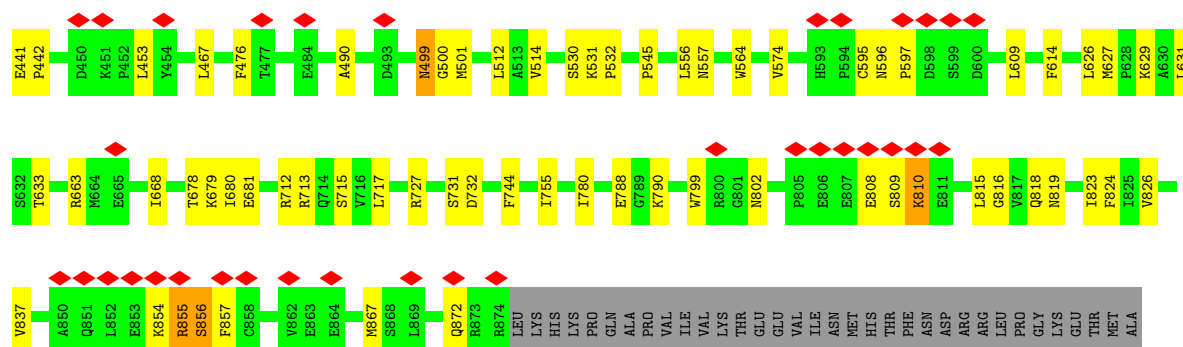 E441 P442 D450 K451 P452 L453 Y454 L467 F476 T477 E484 A490 D493 N499 G500 M501 L512 A513 V514 S530 K531 P532 P545 L556 N557 W564 V574 H593 P594 C595 N596 P597 D598 S599 D600 L609 F614 L626 M627 P628 K629 A630 L631
S632 T633 R663 M664 E665 I668 T678 K679 I680 E681 R712 R713 Q714 S715 V716 L717 R727 S731 D732 F744 I755 I780 E788 G789 K790 W799 R800 G801 N802 P805 E806 E807 E808 S809 K810 E811 L815 G816 V817 Q818 N819 I823 F824 I825 V826
V837 A850 Q851 L852 E853 K854 R855 S856 F857 C858 V862 E863 E864 M867 S868 L869 Q872 R873 R874 LEU LYS HIS LYS PRO GLN ALA PRO VAL ILE VAL LYS THR GLU GLU VAL ILE ASN MET HIS THR PHE ASN ASP ARG ARG LEU PRO GLY LYS GLU THR MET ALA